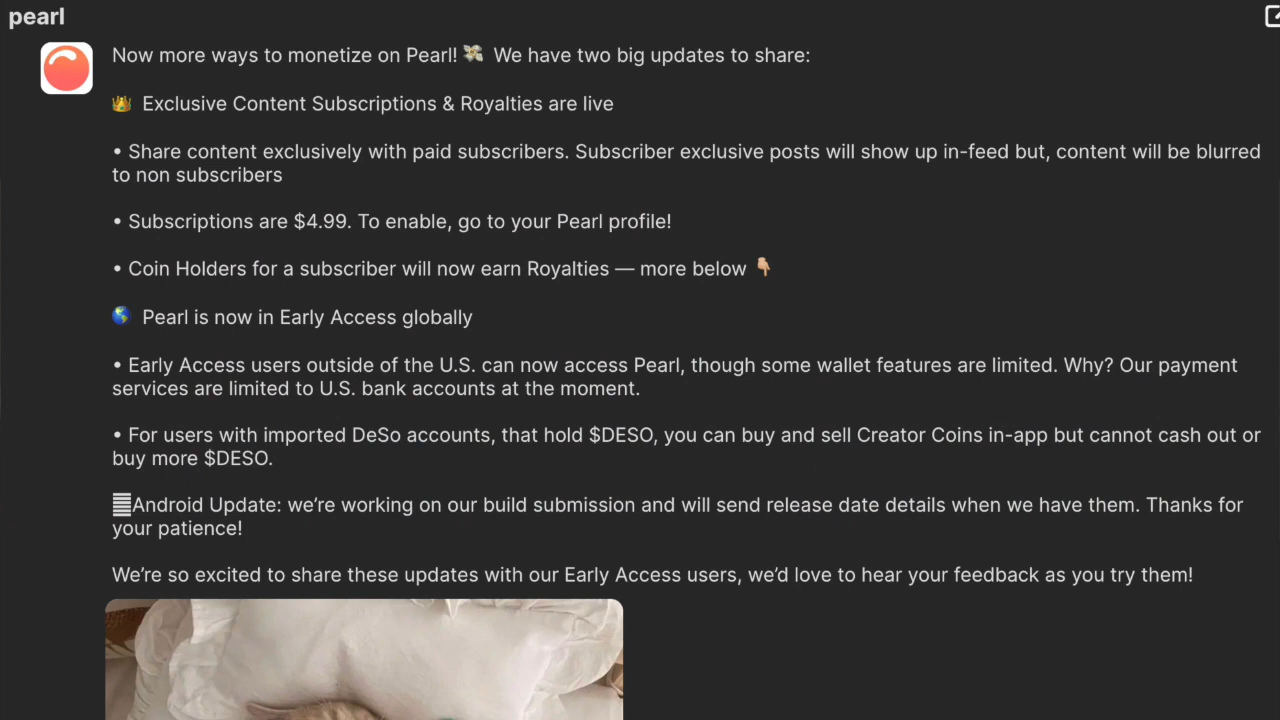 pearl
Now more ways to monetize on Pearl! 💸 We have two big updates to share:
👑 Exclusive Content Subscriptions & Royalties are live
• Share content exclusively with paid subscribers. Subscriber exclusive posts will show up in-feed but, content will be blurred
to non subscribers
• Subscriptions are $4.99. To enable, go to your Pearl profile!
• Coin Holders for a subscriber will now earn Royalties — more below 👇🏼
🌎 Pearl is now in Early Access globally
• Early Access users outside of the U.S. can now access Pearl, though some wallet features are limited. Why? Our payment
services are limited to U.S. bank accounts at the moment.
• For users with imported DeSo accounts, that hold $DESO, you can buy and sell Creator Coins in-app but cannot cash out or
buy more $DESO.
Android Update: we’re working on our build submission and will send release date details when we have them. Thanks for
your patience!
We’re so excited to share these updates with our Early Access users, we’d love to hear your feedback as you try them!